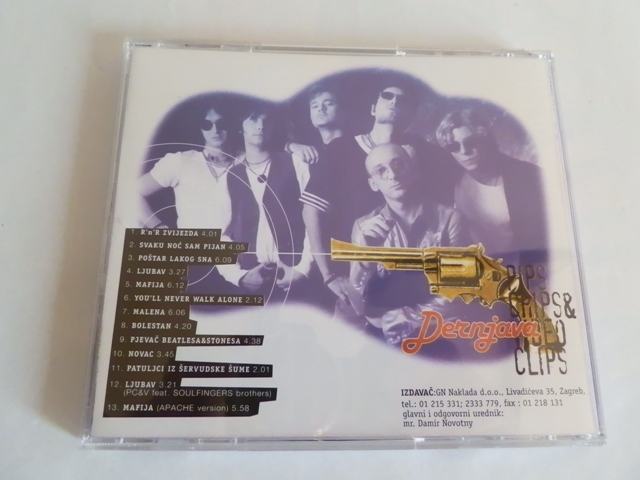 1. R'n'R ZVIJEZDA 4.01
2. SVAKU NOĆ SAM PIJAN 4.05
3. POŠTAR LAKOG SNA 6.09
4. LJUBAV 3.27
5. MAFIJA 6.12
6. YOU'LL NEVER WALK ALONE 2.12
7. MALENA 6.06
8. BOLESTAN 4.20
9. PJEVAČ BEATLESA&STONESA 4.38
10. NOVAC 3.45
11. PATULJCI IZ ŠERVUDSKE ŠUME 2.01
12. LJUBAV 3.21
(PC&V feat. SOULFINGERS brothers)
13. MAFIJA (APACHE version) 5.58
PIPS
CHIPS&
VIDEO
CLIPS
Dernjava
IZDAVAČ:GN Naklada d.o.o., Livadićeva 35, Zagreb,
tel.: 01 215 331; 2333 779, fax : 01 218 131
glavni i odgovorni urednik:
mr. Damir Novotny